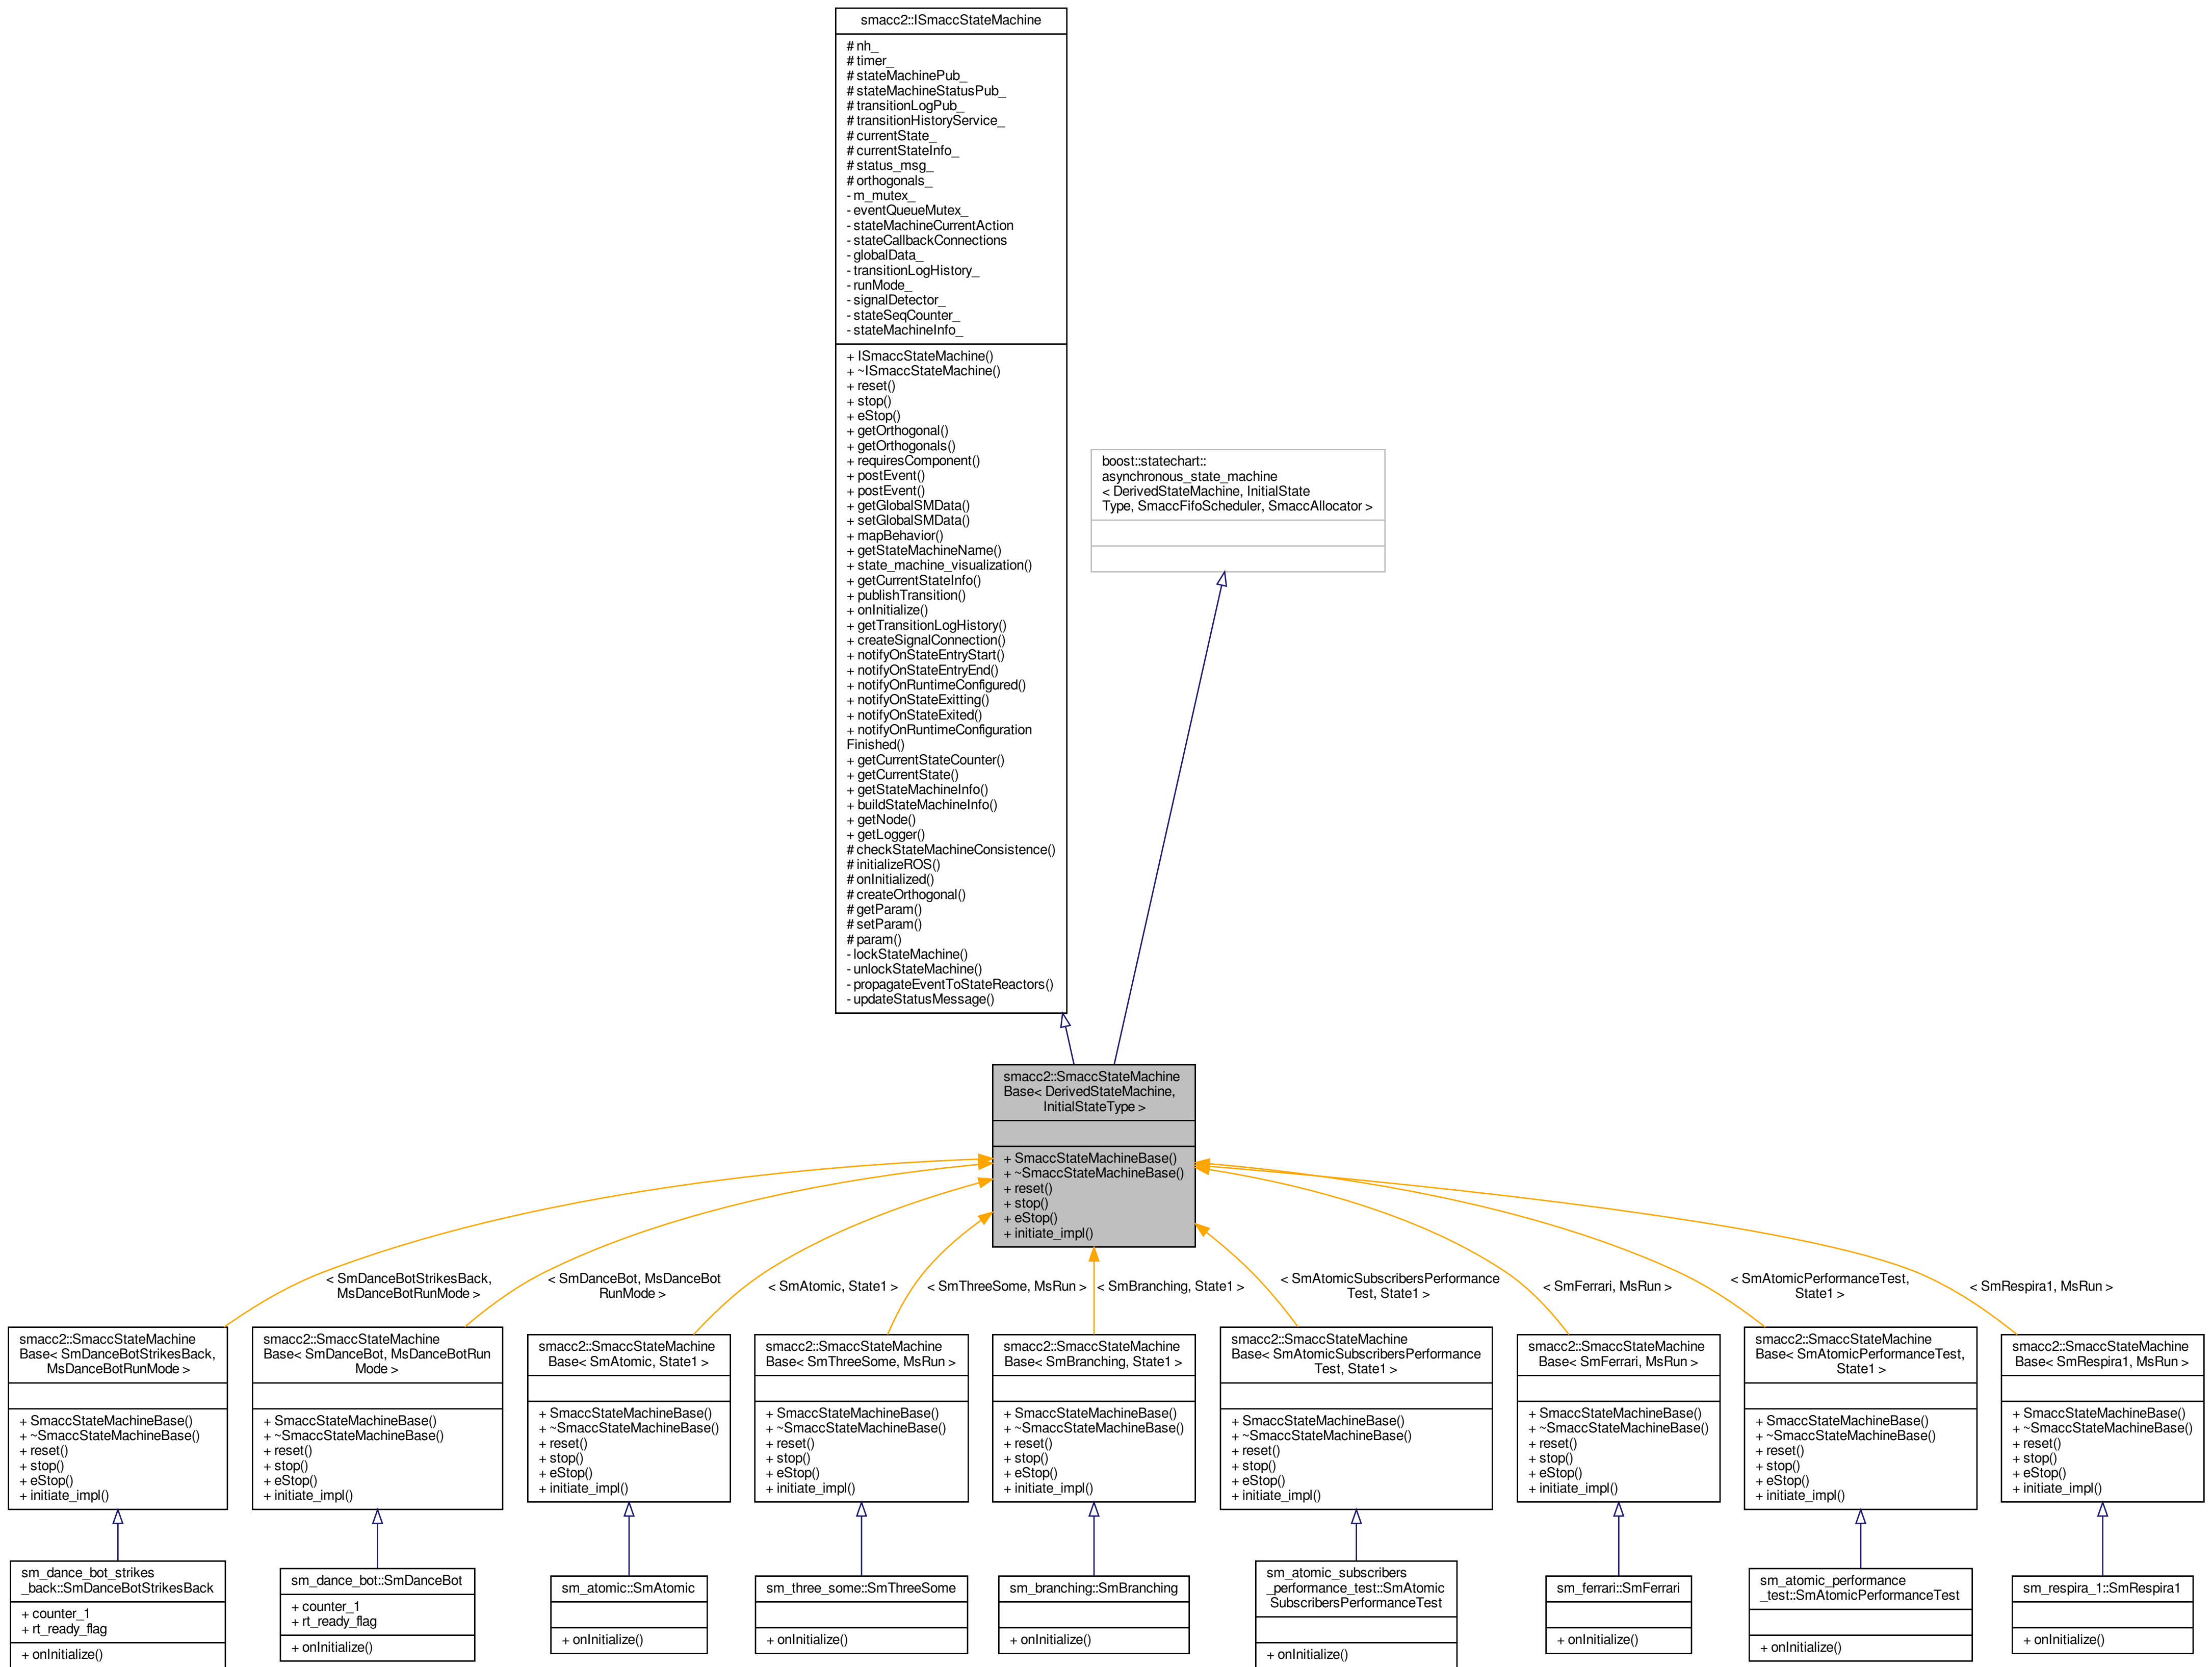 smacc2::ISmaccStateMachine
# nh_
# timer_
# stateMachinePub_
# stateMachineStatusPub_
# transitionLogPub_
# transitionHistoryService_
# currentState_
# currentStateInfo_
# status_msg_
# orthogonals_
- m_mutex_
- eventQueueMutex_
- stateMachineCurrentAction
- stateCallbackConnections
- globalData_
- transitionLogHistory_
- runMode_
- signalDetector_
- stateSeqCounter_
- stateMachineInfo_
+ ISmaccStateMachine()
+ ~ISmaccStateMachine()
+ reset()
+ stop()
+ eStop()
+ getOrthogonal()
+ getOrthogonals()
+ requiresComponent()
+ postEvent()
+ postEvent()
+ getGlobalSMData()
+ setGlobalSMData()
+ mapBehavior()
+ getStateMachineName()
+ state_machine_visualization()
+ getCurrentStateInfo()
+ publishTransition()
+ onInitialize()
+ getTransitionLogHistory()
+ createSignalConnection()
+ notifyOnStateEntryStart()
+ notifyOnStateEntryEnd()
+ notifyOnRuntimeConfigured()
+ notifyOnStateExitting()
+ notifyOnStateExited()
+ notifyOnRuntimeConfiguration
Finished()
+ getCurrentStateCounter()
+ getCurrentState()
+ getStateMachineInfo()
+ buildStateMachineInfo()
+ getNode()
+ getLogger()
# checkStateMachineConsistence()
# initializeROS()
# onInitialized()
# createOrthogonal()
# getParam()
# setParam()
# param()
- lockStateMachine()
- unlockStateMachine()
- propagateEventToStateReactors()
- updateStatusMessage()
boost::statechart::
asynchronous_state_machine
< DerivedStateMachine, InitialState
Type, SmaccFifoScheduler, SmaccAllocator >
smacc2::SmaccStateMachine
Base< DerivedStateMachine,
InitialStateType >
+ SmaccStateMachineBase()
+ ~SmaccStateMachineBase()
+ reset()
+ stop()
+ eStop()
+ initiate_impl()
< SmDanceBotStrikesBack,
MsDanceBotRunMode >
< SmDanceBot, MsDanceBot
RunMode >
< SmAtomic, State1 >
< SmThreeSome, MsRun >
< SmBranching, State1 >
< SmAtomicSubscribersPerformance
Test, State1 >
< SmFerrari, MsRun >
< SmAtomicPerformanceTest,
State1 >
< SmRespira1, MsRun >
smacc2::SmaccStateMachine
Base< SmDanceBotStrikesBack,
MsDanceBotRunMode >
+ SmaccStateMachineBase()
+ ~SmaccStateMachineBase()
+ reset()
+ stop()
+ eStop()
+ initiate_impl()
smacc2::SmaccStateMachine
Base< SmDanceBot, MsDanceBotRun
Mode >
+ SmaccStateMachineBase()
+ ~SmaccStateMachineBase()
+ reset()
+ stop()
+ eStop()
+ initiate_impl()
smacc2::SmaccStateMachine
Base< SmAtomic, State1 >
+ SmaccStateMachineBase()
+ ~SmaccStateMachineBase()
+ reset()
+ stop()
+ eStop()
+ initiate_impl()
smacc2::SmaccStateMachine
Base< SmThreeSome, MsRun >
+ SmaccStateMachineBase()
+ ~SmaccStateMachineBase()
+ reset()
+ stop()
+ eStop()
+ initiate_impl()
smacc2::SmaccStateMachine
Base< SmBranching, State1 >
+ SmaccStateMachineBase()
+ ~SmaccStateMachineBase()
+ reset()
+ stop()
+ eStop()
+ initiate_impl()
smacc2::SmaccStateMachine
Base< SmAtomicSubscribersPerformance
Test, State1 >
+ SmaccStateMachineBase()
+ ~SmaccStateMachineBase()
+ reset()
+ stop()
+ eStop()
+ initiate_impl()
smacc2::SmaccStateMachine
Base< SmFerrari, MsRun >
+ SmaccStateMachineBase()
+ ~SmaccStateMachineBase()
+ reset()
+ stop()
+ eStop()
+ initiate_impl()
smacc2::SmaccStateMachine
Base< SmAtomicPerformanceTest,
State1 >
+ SmaccStateMachineBase()
+ ~SmaccStateMachineBase()
+ reset()
+ stop()
+ eStop()
+ initiate_impl()
smacc2::SmaccStateMachine
Base< SmRespira1, MsRun >
+ SmaccStateMachineBase()
+ ~SmaccStateMachineBase()
+ reset()
+ stop()
+ eStop()
+ initiate_impl()
sm_dance_bot_strikes
_back::SmDanceBotStrikesBack
+ counter_1
+ rt_ready_flag
+ onInitialize()
sm_dance_bot::SmDanceBot
+ counter_1
+ rt_ready_flag
+ onInitialize()
sm_atomic::SmAtomic
+ onInitialize()
sm_three_some::SmThreeSome
+ onInitialize()
sm_branching::SmBranching
+ onInitialize()
sm_atomic_subscribers
_performance_test::SmAtomic
SubscribersPerformanceTest
+ onInitialize()
sm_ferrari::SmFerrari
+ onInitialize()
sm_atomic_performance
_test::SmAtomicPerformanceTest
+ onInitialize()
sm_respira_1::SmRespira1
+ onInitialize()